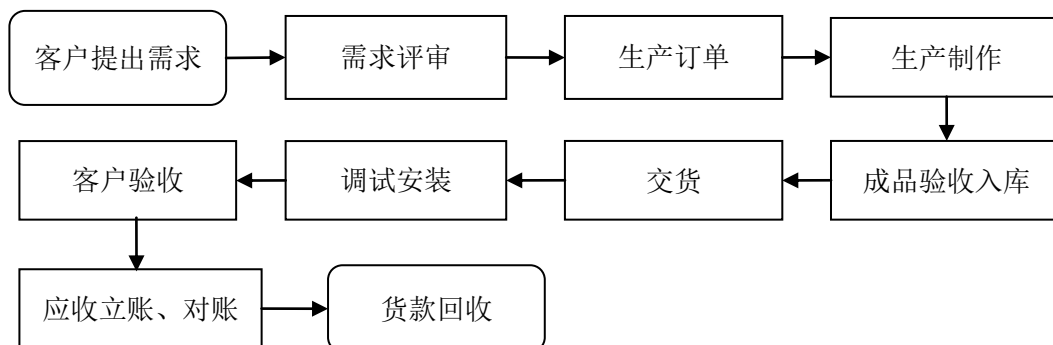 客户提出需求
需求评审
生产订单
生产制作
成品验收入库
交货
调试安装
客户验收
应收立账、对账
货款回收